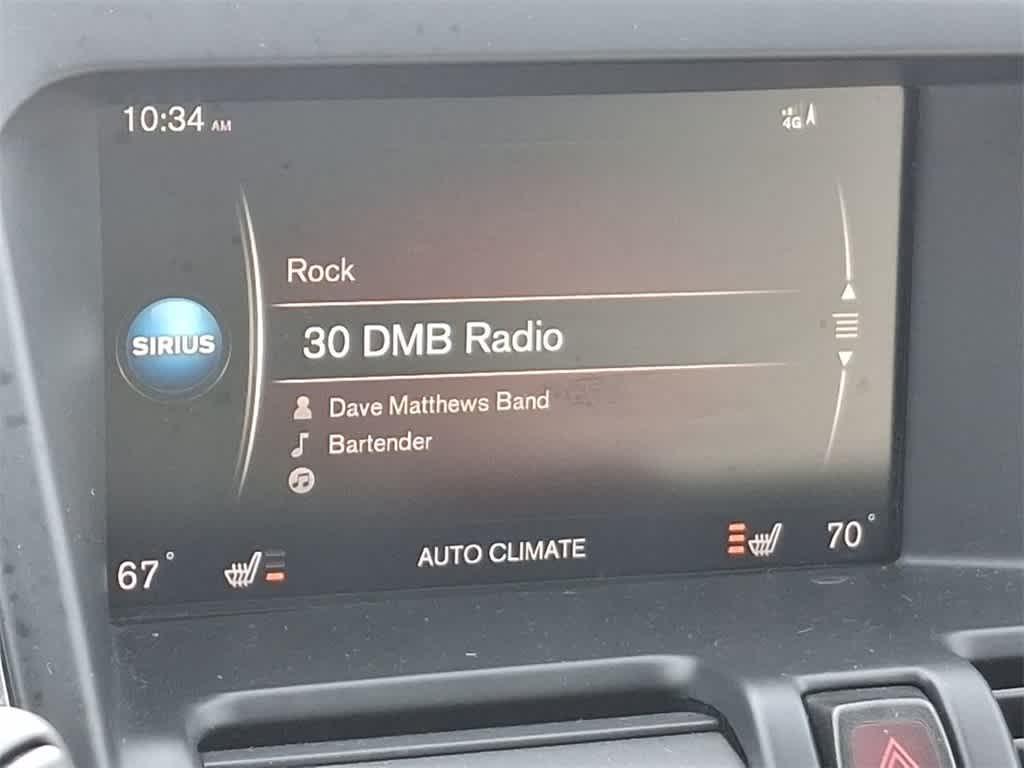 10:34 AM
4G
Rock
SIRIUS
30 DMB Radio
Dave Matthews Band
Bartender
67°
AUTO CLIMATE
70°